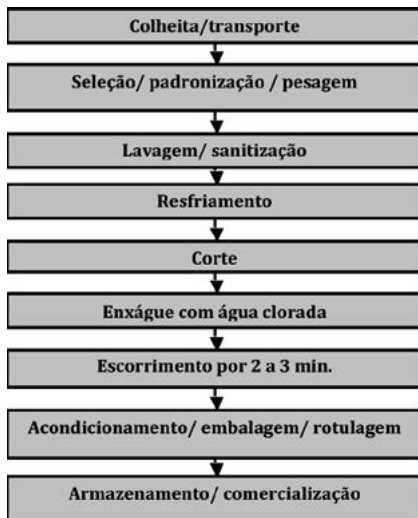 Colheita/transporte
Seleção/ padronização / pesagem
Lavagem/ sanitização
Resfriamento
Corte
Enxágue com água clorada
Escorrimento por 2 a 3 min.
Acondicionamento/ embalagem/ rotulagem
Armazenamento/ comercialização